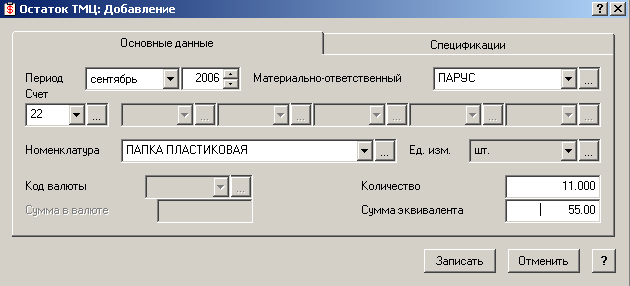 Остаток ТМЦ: Добавление
Основные данные Спецификации
Период сентябрь 2006 Материально-ответственный ПАРУС ...
Счет
22 ... ... ... ... ... ...
Номенклатура ПАПКА ПЛАСТИКОВАЯ ... Ед. изм. шт. ...
Код валюты ... Количество 11.000
Сумма в валюте Сумма эквивалента 55.00
Записать Отменить ?